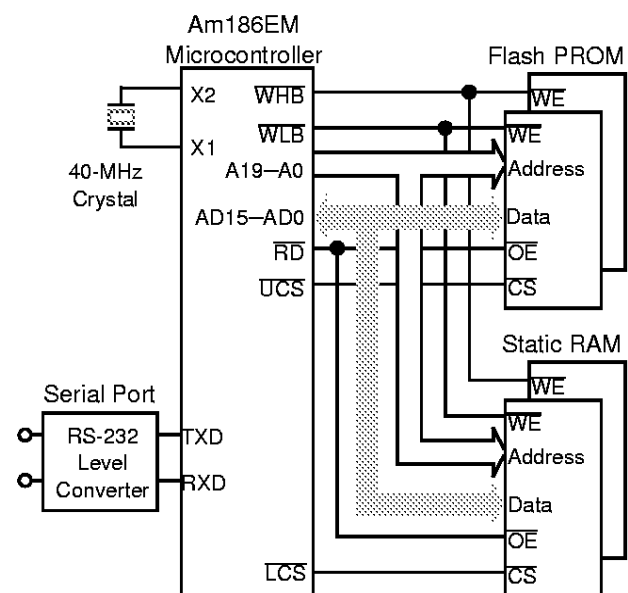 Am186EM
Microcontroller
Flash PROM
X2
WHB
WE
X1
WLB
WE
40-MHz
Crystal
A19–A0
Address
AD15–AD0
Data
RD
OE
UCS
CS
Static RAM
WE
Serial Port
WE
RS-232
Level
Converter
TXD
RXD
Address
Data
OE
LCS
CS